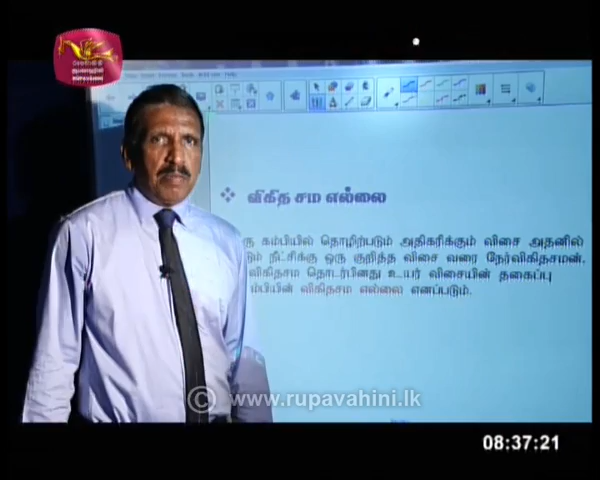 விகித சம எல்லை
கம்பியில் தொழிற்படும் அதிகரிக்கும் விசை அதனில்
நீட்சிக்கு ஒரு குறித்த விசை வரை நேர்விகிதசமன்.
விகிதசம தொடர்பினது உயர் விசையின் தகைப்பு
விகிதசம எல்லை எனப்படும்.
© www.rupavahini.lk
08:37:21